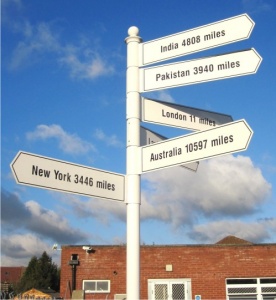 India 4808 miles
Pakistan 3940 miles
London 11 miles
Australia 10597 miles
New York 3446 miles